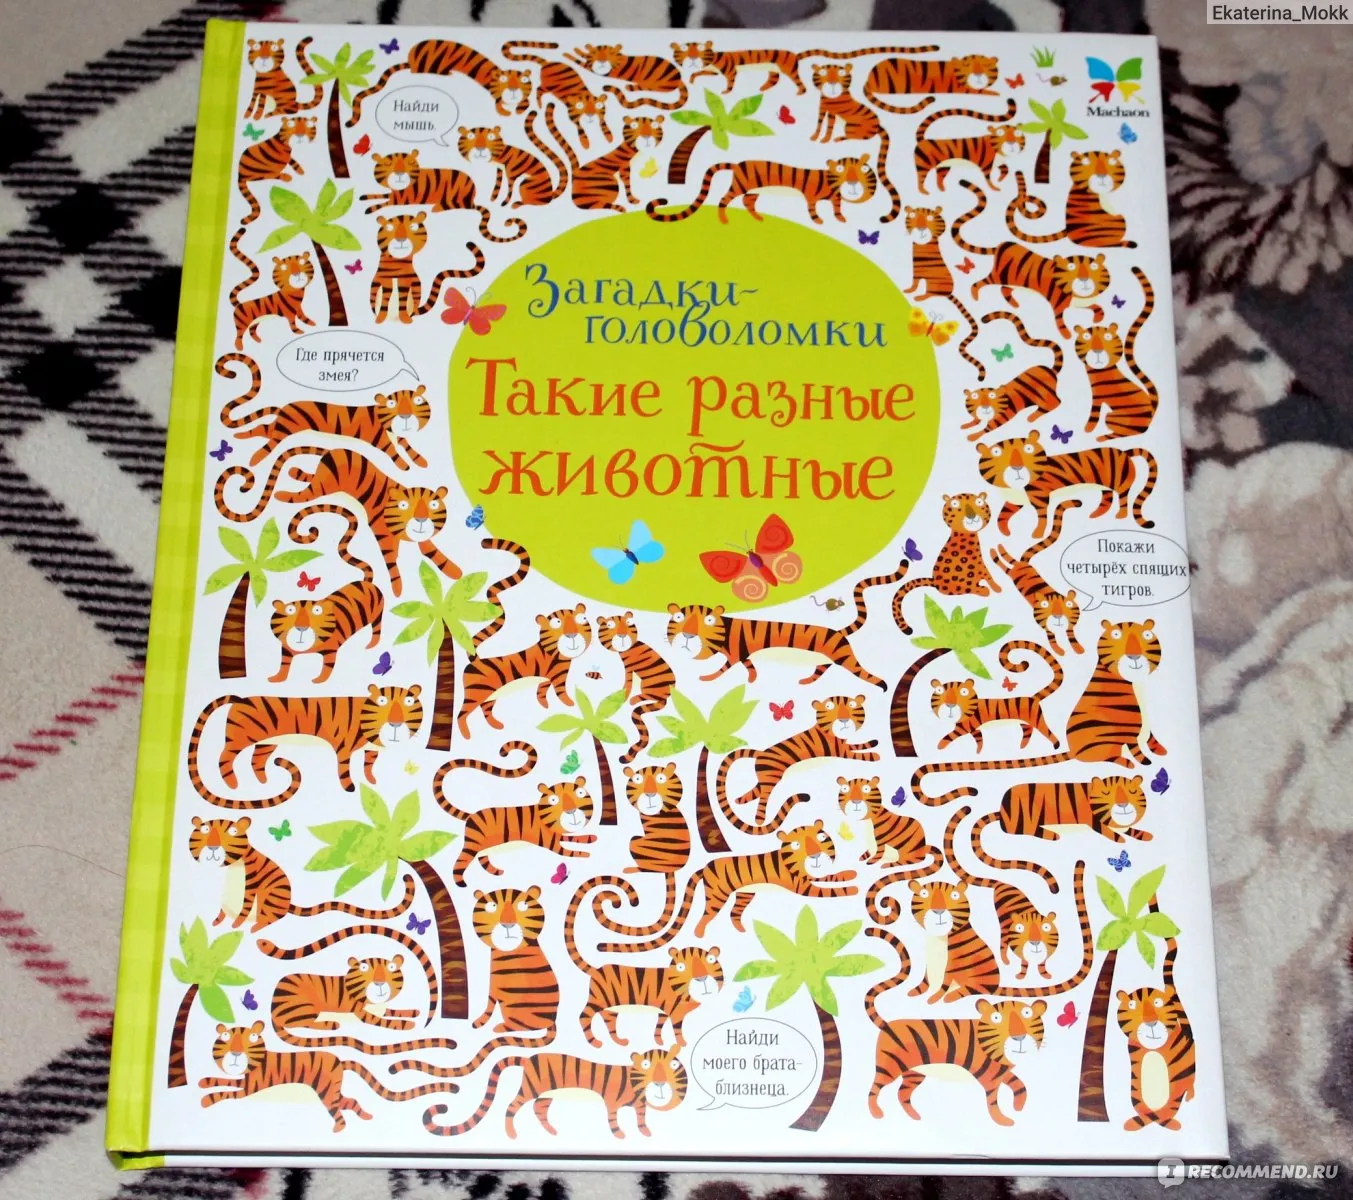 Ekaterina_Mokk
Machaon
Найди
мышь.
Загадки-
головоломки
Где прячется
змея?
Такие разные
животные
Покажи
четырёх спящих
тигров.
Найди
моего брата-
близнеца.
RECOMMEND.RU